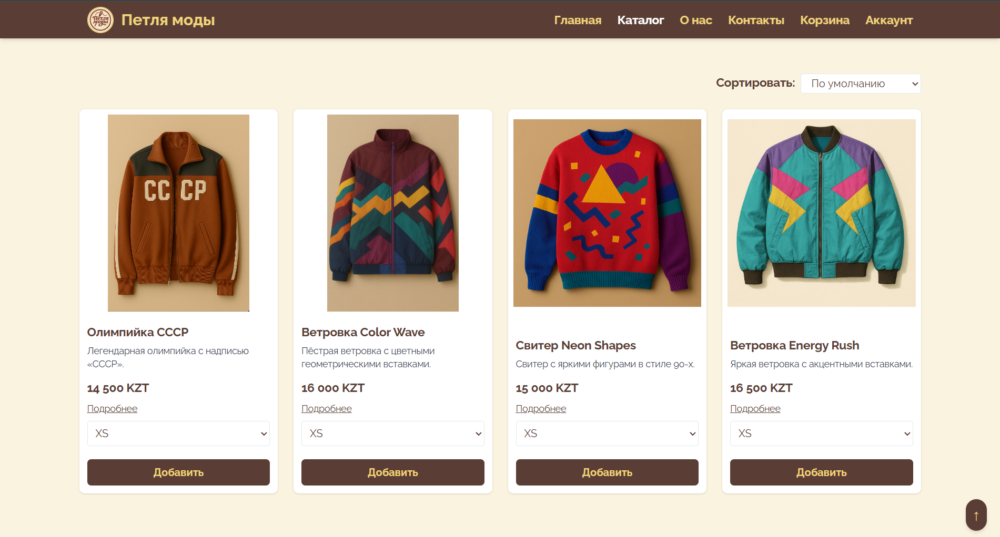 Петля моды
Петля моды
Главная Каталог О нас Контакты Корзина Аккаунт
Сортировать: По умолчанию
СССР
Олимпийка СССР
Легендарная олимпийка с надписью
«СССР».
14 500 KZT
Подробнее
XS
Добавить
Ветровка Color Wave
Пёстрая ветровка с цветными
геометрическими вставками.
16 000 KZT
Подробнее
XS
Добавить
Свитер Neon Shapes
Свитер с яркими фигурами в стиле 90-х.
15 000 KZT
Подробнее
XS
Добавить
Ветровка Energy Rush
Яркая ветровка с акцентными вставками.
16 500 KZT
Подробнее
XS
Добавить
↑